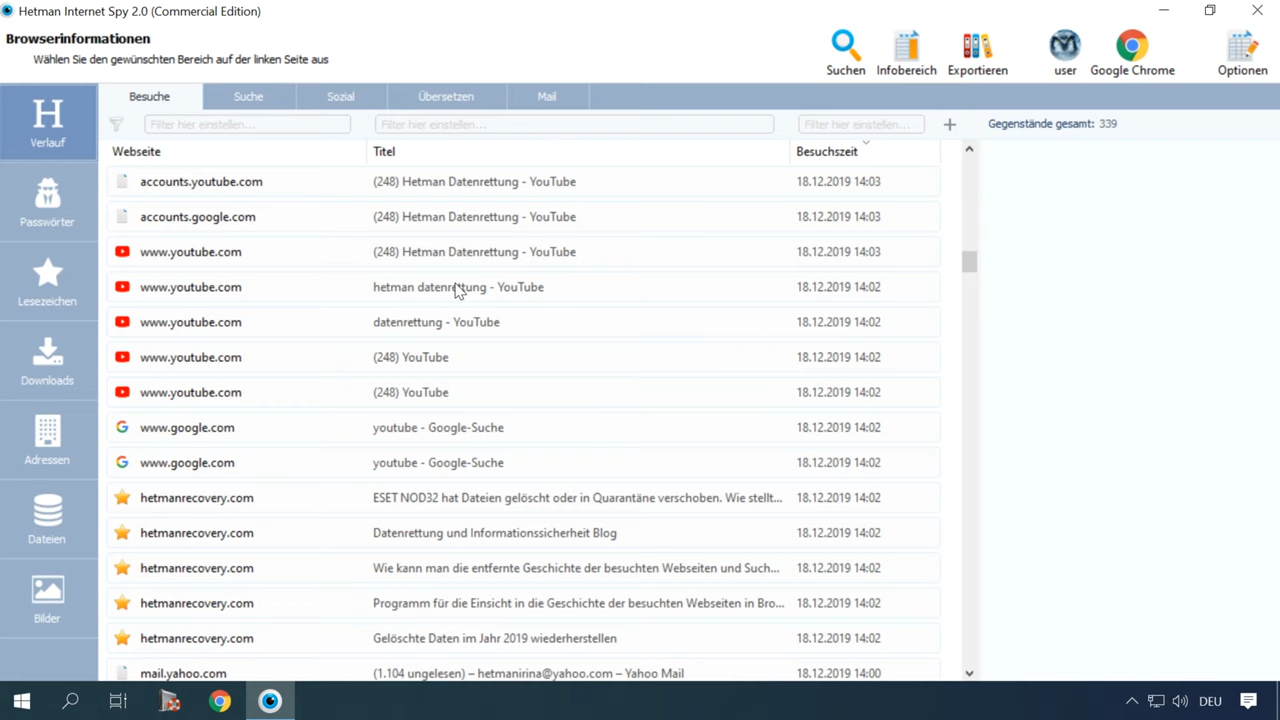 Hetman Internet Spy 2.0 (Commercial Edition)
Browserinformationen
Wählen Sie den gewünschten Bereich auf der linken Seite aus
Suchen Infobereich Exportieren user Google Chrome Optionen
H
Verlauf
Passwörter
Lesezeichen
Downloads
Adressen
Dateien
Bilder
Besuche Suche Sozial Übersetzen Mail
Filter hier einstellen... Filter hier einstellen... Filter hier einstellen... Gegenstände gesamt: 339
Webseite Titel Besuchszeit
accounts.youtube.com (248) Hetman Datenrettung - YouTube 18.12.2019 14:03
accounts.google.com (248) Hetman Datenrettung - YouTube 18.12.2019 14:03
www.youtube.com (248) Hetman Datenrettung - YouTube 18.12.2019 14:03
www.youtube.com hetman datenrettung - YouTube 18.12.2019 14:02
www.youtube.com datenrettung - YouTube 18.12.2019 14:02
www.youtube.com (248) YouTube 18.12.2019 14:02
www.youtube.com (248) YouTube 18.12.2019 14:02
www.google.com youtube - Google-Suche 18.12.2019 14:02
www.google.com youtube - Google-Suche 18.12.2019 14:02
hetmanrecovery.com ESET NOD32 hat Dateien gelöscht oder in Quarantäne verschoben. Wie stellt... 18.12.2019 14:02
hetmanrecovery.com Datenrettung und Informationssicherheit Blog 18.12.2019 14:02
hetmanrecovery.com Wie kann man die entfernte Geschichte der besuchten Webseiten und Such... 18.12.2019 14:02
hetmanrecovery.com Programm für die Einsicht in die Geschichte der besuchten Webseiten in Bro... 18.12.2019 14:02
hetmanrecovery.com Gelöschte Daten im Jahr 2019 wiederherstellen 18.12.2019 14:02
mail.yahoo.com (1.104 ungelesen) – hetmanirina@yahoo.com – Yahoo Mail 18.12.2019 14:00
DEU